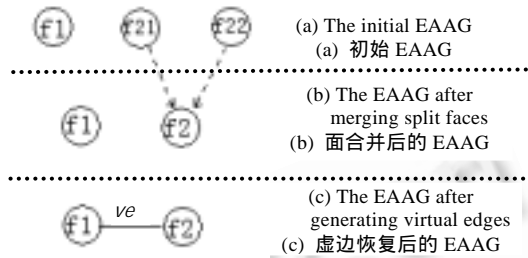 f1 f21 f22
(a) The initial EAAG
(a) 初始 EAAG
(b) The EAAG after
merging split faces
f1 f2
(b) 面合并后的 EAAG
(c) The EAAG after
generating virtual edges
f1 ve f2
(c) 虚边恢复后的 EAAG